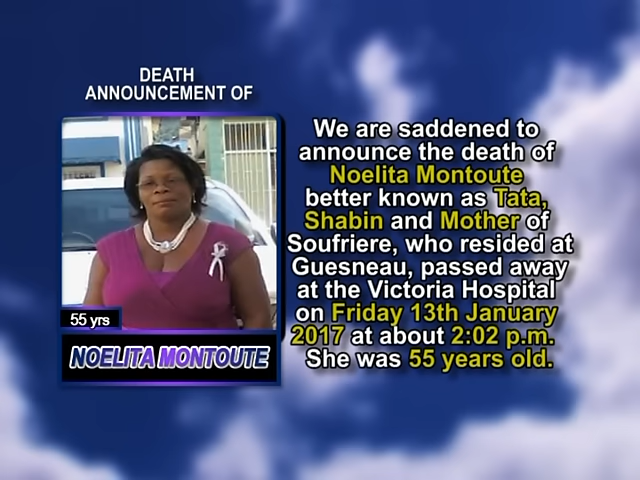 DEATH
ANNOUNCEMENT OF
55 yrs
NOELITA MONTOUTE
We are saddened to
announce the death of
Noelita Montoute
better known as Tata,
Shabin and Mother of
Soufriere, who resided at
Guesneau, passed away
at the Victoria Hospital
on Friday 13th January
2017 at about 2:02 p.m.
She was 55 years old.